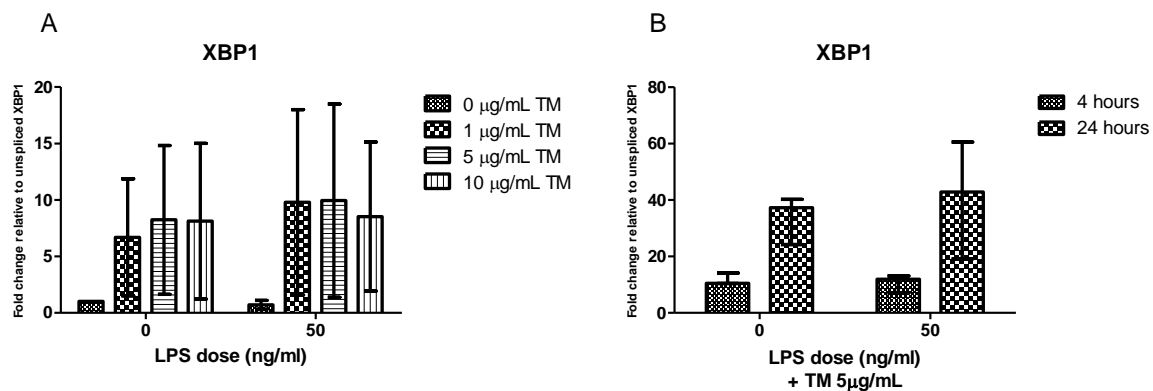 A
XBP1
Fold change relative to unspliced XBP1
20
15
10
5
0
0
50
LPS dose (ng/ml)
0 μg/mL TM
1 μg/mL TM
5 μg/mL TM
10 μg/mL TM
B
XBP1
Fold change relative to unspliced XBP1
80
60
40
20
0
0
50
LPS dose (ng/ml)
+ TM 5μg/mL
4 hours
24 hours